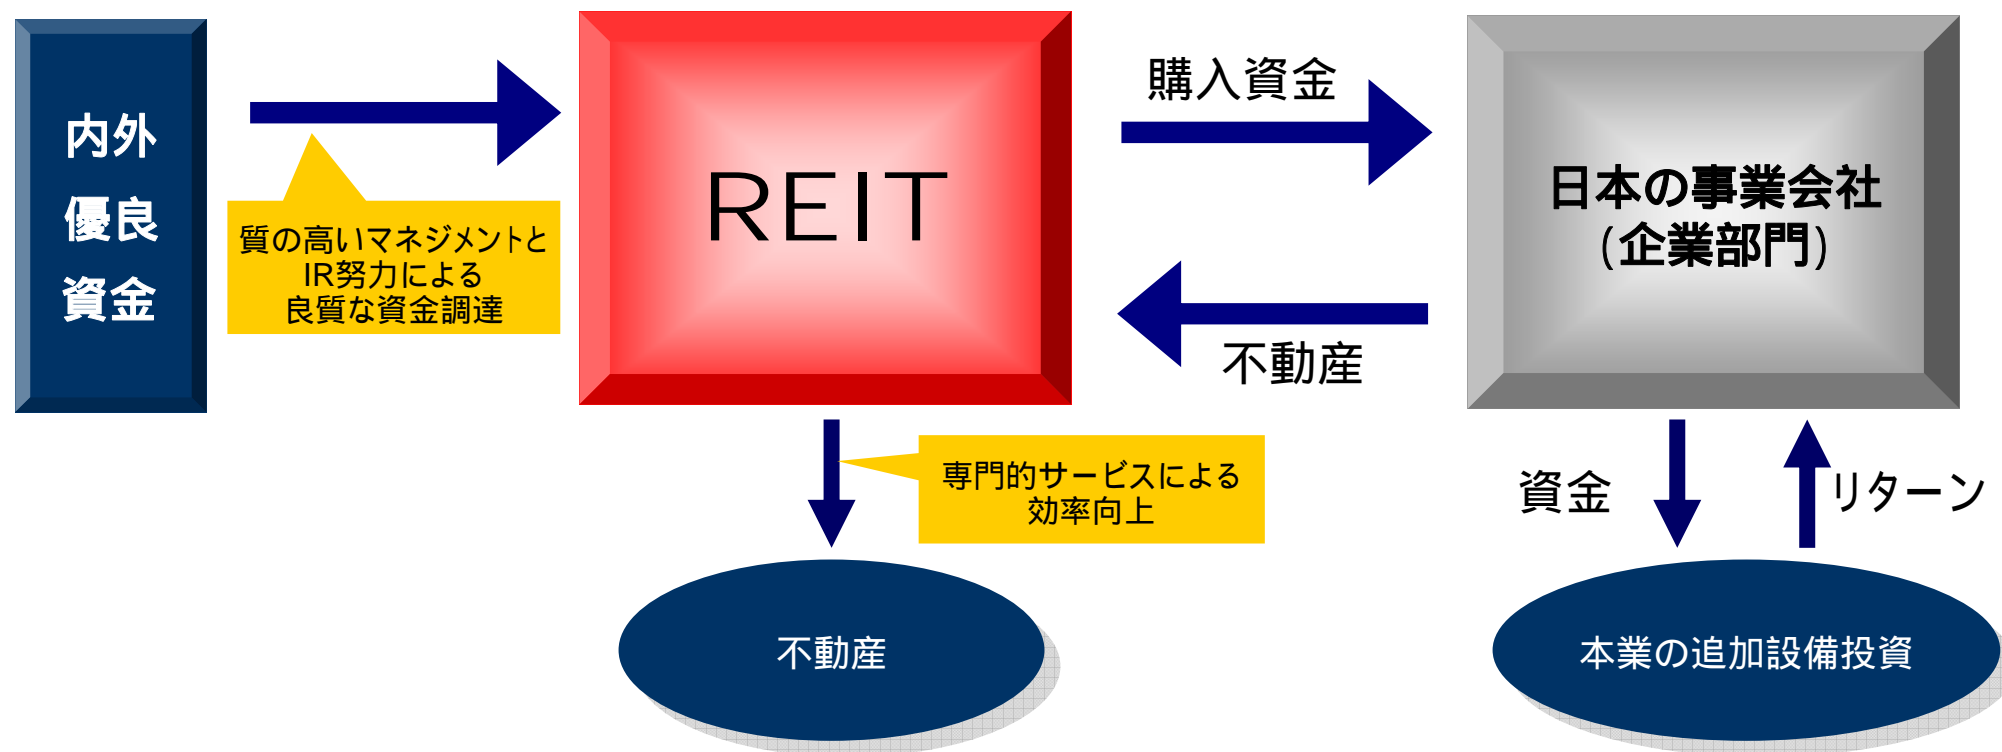 内外
優良
資金
質の高いマネジメントと
IR努力による
良質な資金調達
REIT
購入資金
不動産
日本の事業会社
(企業部門)
専門的サービスによる
効率向上
資金
リターン
不動産
本業の追加設備投資